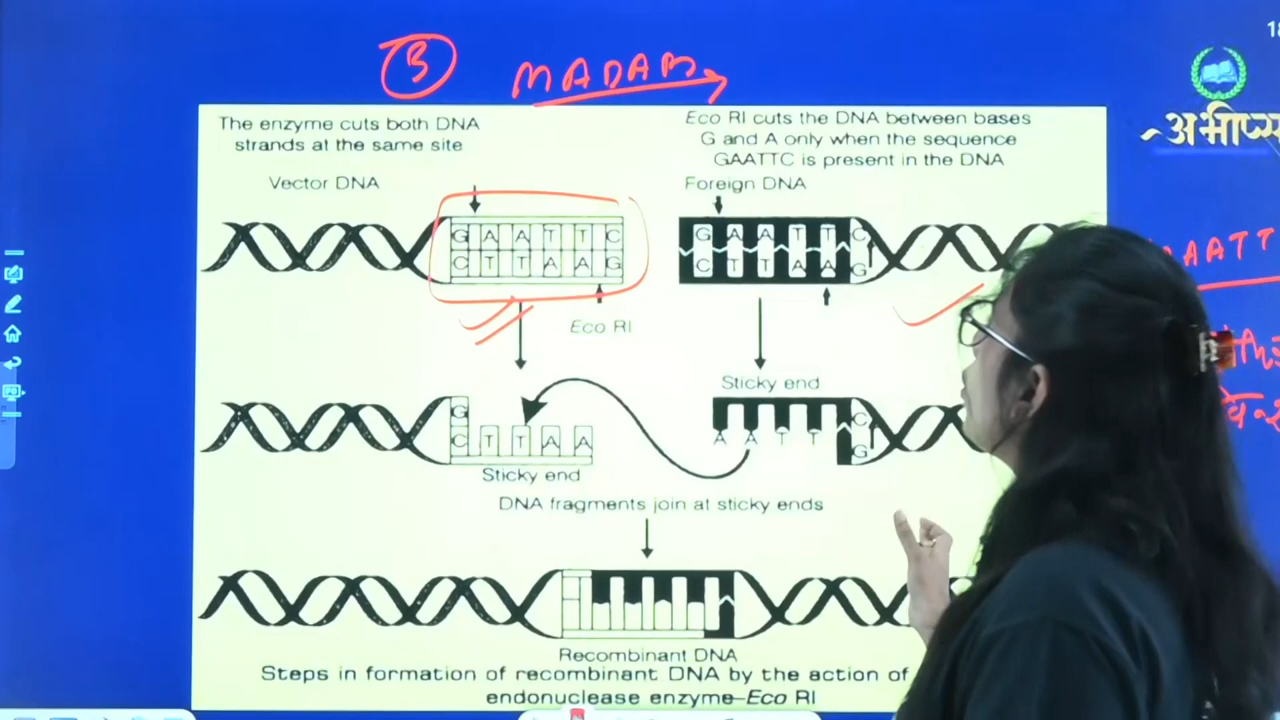 3 MADAM
The enzyme cuts both DNA
strands at the same site
Eco RI cuts the DNA between bases
G and A only when the sequence
GAATTC is present in the DNA
Vector DNA
Foreign DNA
G A A T T C
C T T A A G
G A A T T C
C T T A A G
Eco RI
Sticky end
G
C T T A A
A A T T C
G
Sticky end
DNA fragments join at sticky ends
Recombinant DNA
Steps in formation of recombinant DNA by the action of
endonuclease enzyme–Eco RI
AATT